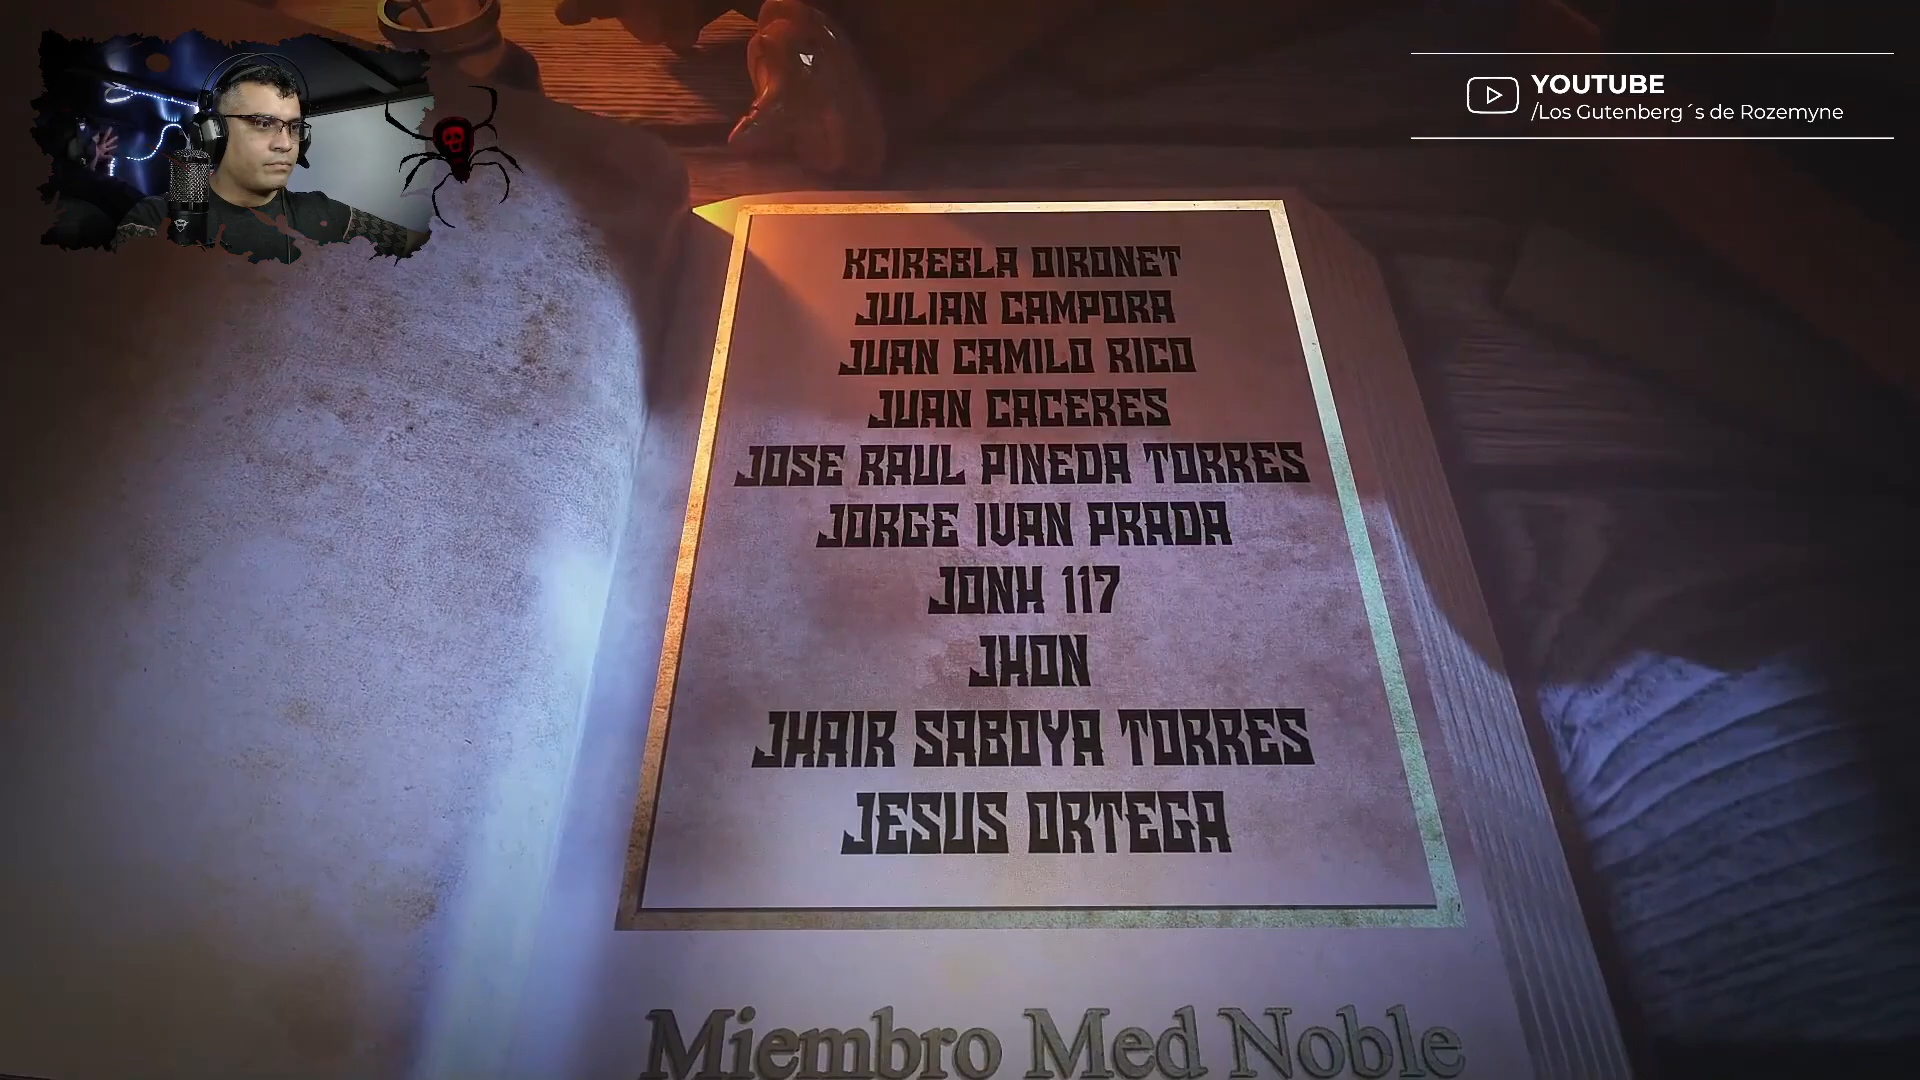 YOUTUBE
/Los Gutenberg´s de Rozemyne
KCIREBLA OIRONET
JULIAN CAMPORA
JUAN CAMILO RICO
JUAN CACERES
JOSE RAUL PINEDA TORRES
JORGE IVAN PRADA
JONH 117
JHON
JHAIR SABOYA TORRES
JESUS ORTEGA
Miembro Med Noble